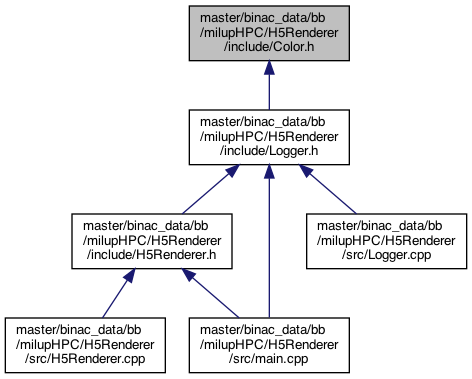 master/binac_data/bb
/milupHPC/H5Renderer
/include/Color.h
master/binac_data/bb
/milupHPC/H5Renderer
/include/Logger.h
master/binac_data/bb
/milupHPC/H5Renderer
/include/H5Renderer.h
master/binac_data/bb
/milupHPC/H5Renderer
/src/Logger.cpp
master/binac_data/bb
/milupHPC/H5Renderer
/src/H5Renderer.cpp
master/binac_data/bb
/milupHPC/H5Renderer
/src/main.cpp